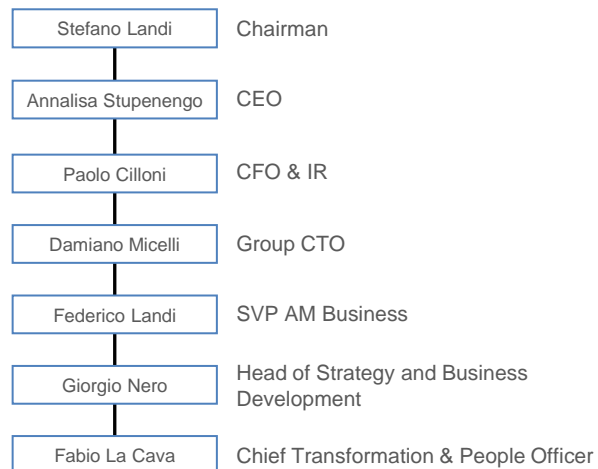 Stefano Landi Chairman
Annalisa Stupenengo CEO
Paolo Cilloni CFO & IR
Damiano Micelli Group CTO
Federico Landi SVP AM Business
Giorgio Nero Head of Strategy and Business
Development
Fabio La Cava Chief Transformation & People Officer